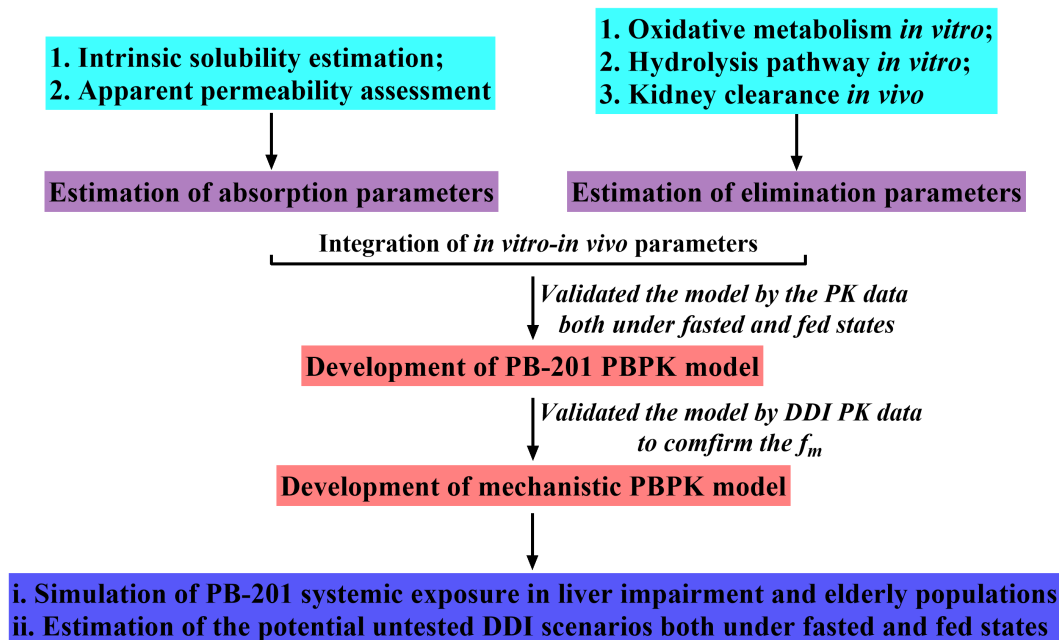 1. Intrinsic solubility estimation;
2. Apparent permeability assessment
1. Oxidative metabolism in vitro;
2. Hydrolysis pathway in vitro;
3. Kidney clearance in vivo
Estimation of absorption parameters
Estimation of elimination parameters
Integration of in vitro-in vivo parameters
Validated the model by the PK data
both under fasted and fed states
Development of PB-201 PBPK model
Validated the model by DDI PK data
to comfirm the fm
Development of mechanistic PBPK model
i. Simulation of PB-201 systemic exposure in liver impairment and elderly populations
ii. Estimation of the potential untested DDI scenarios both under fasted and fed states